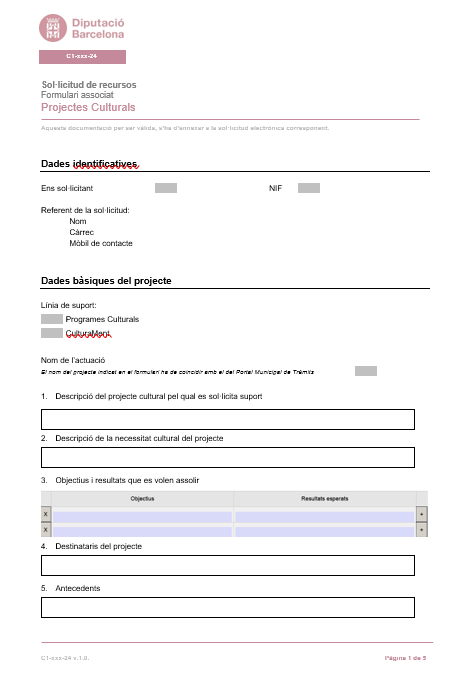 Diputació
Barcelona
C1-xxx-24
Sol·licitud de recursos
Formulari associat
Projectes Culturals
Aquesta documentació per ser vàlida, s'ha d'annexar a la sol·licitud electrònica corresponent.
Dades identificatives
Ens sol·licitant NIF
Referent de la sol·licitud:
Nom
Càrrec
Mòbil de contacte
Dades bàsiques del projecte
Línia de suport:
Programes Culturals
CulturaMent
Nom de l'actuació
El nom del projecte indicat en el formulari ha de coincidir amb el del Portal Municipal de Tràmits
1. Descripció del projecte cultural pel qual es sol·licita suport
2. Descripció de la necessitat cultural del projecte
3. Objectius i resultats que es volen assolir
Objectius Resultats esperats
X +
X +
4. Destinataris del projecte
5. Antecedents
C1-xxx-24 v.1.0. Pàgina 1 de 5